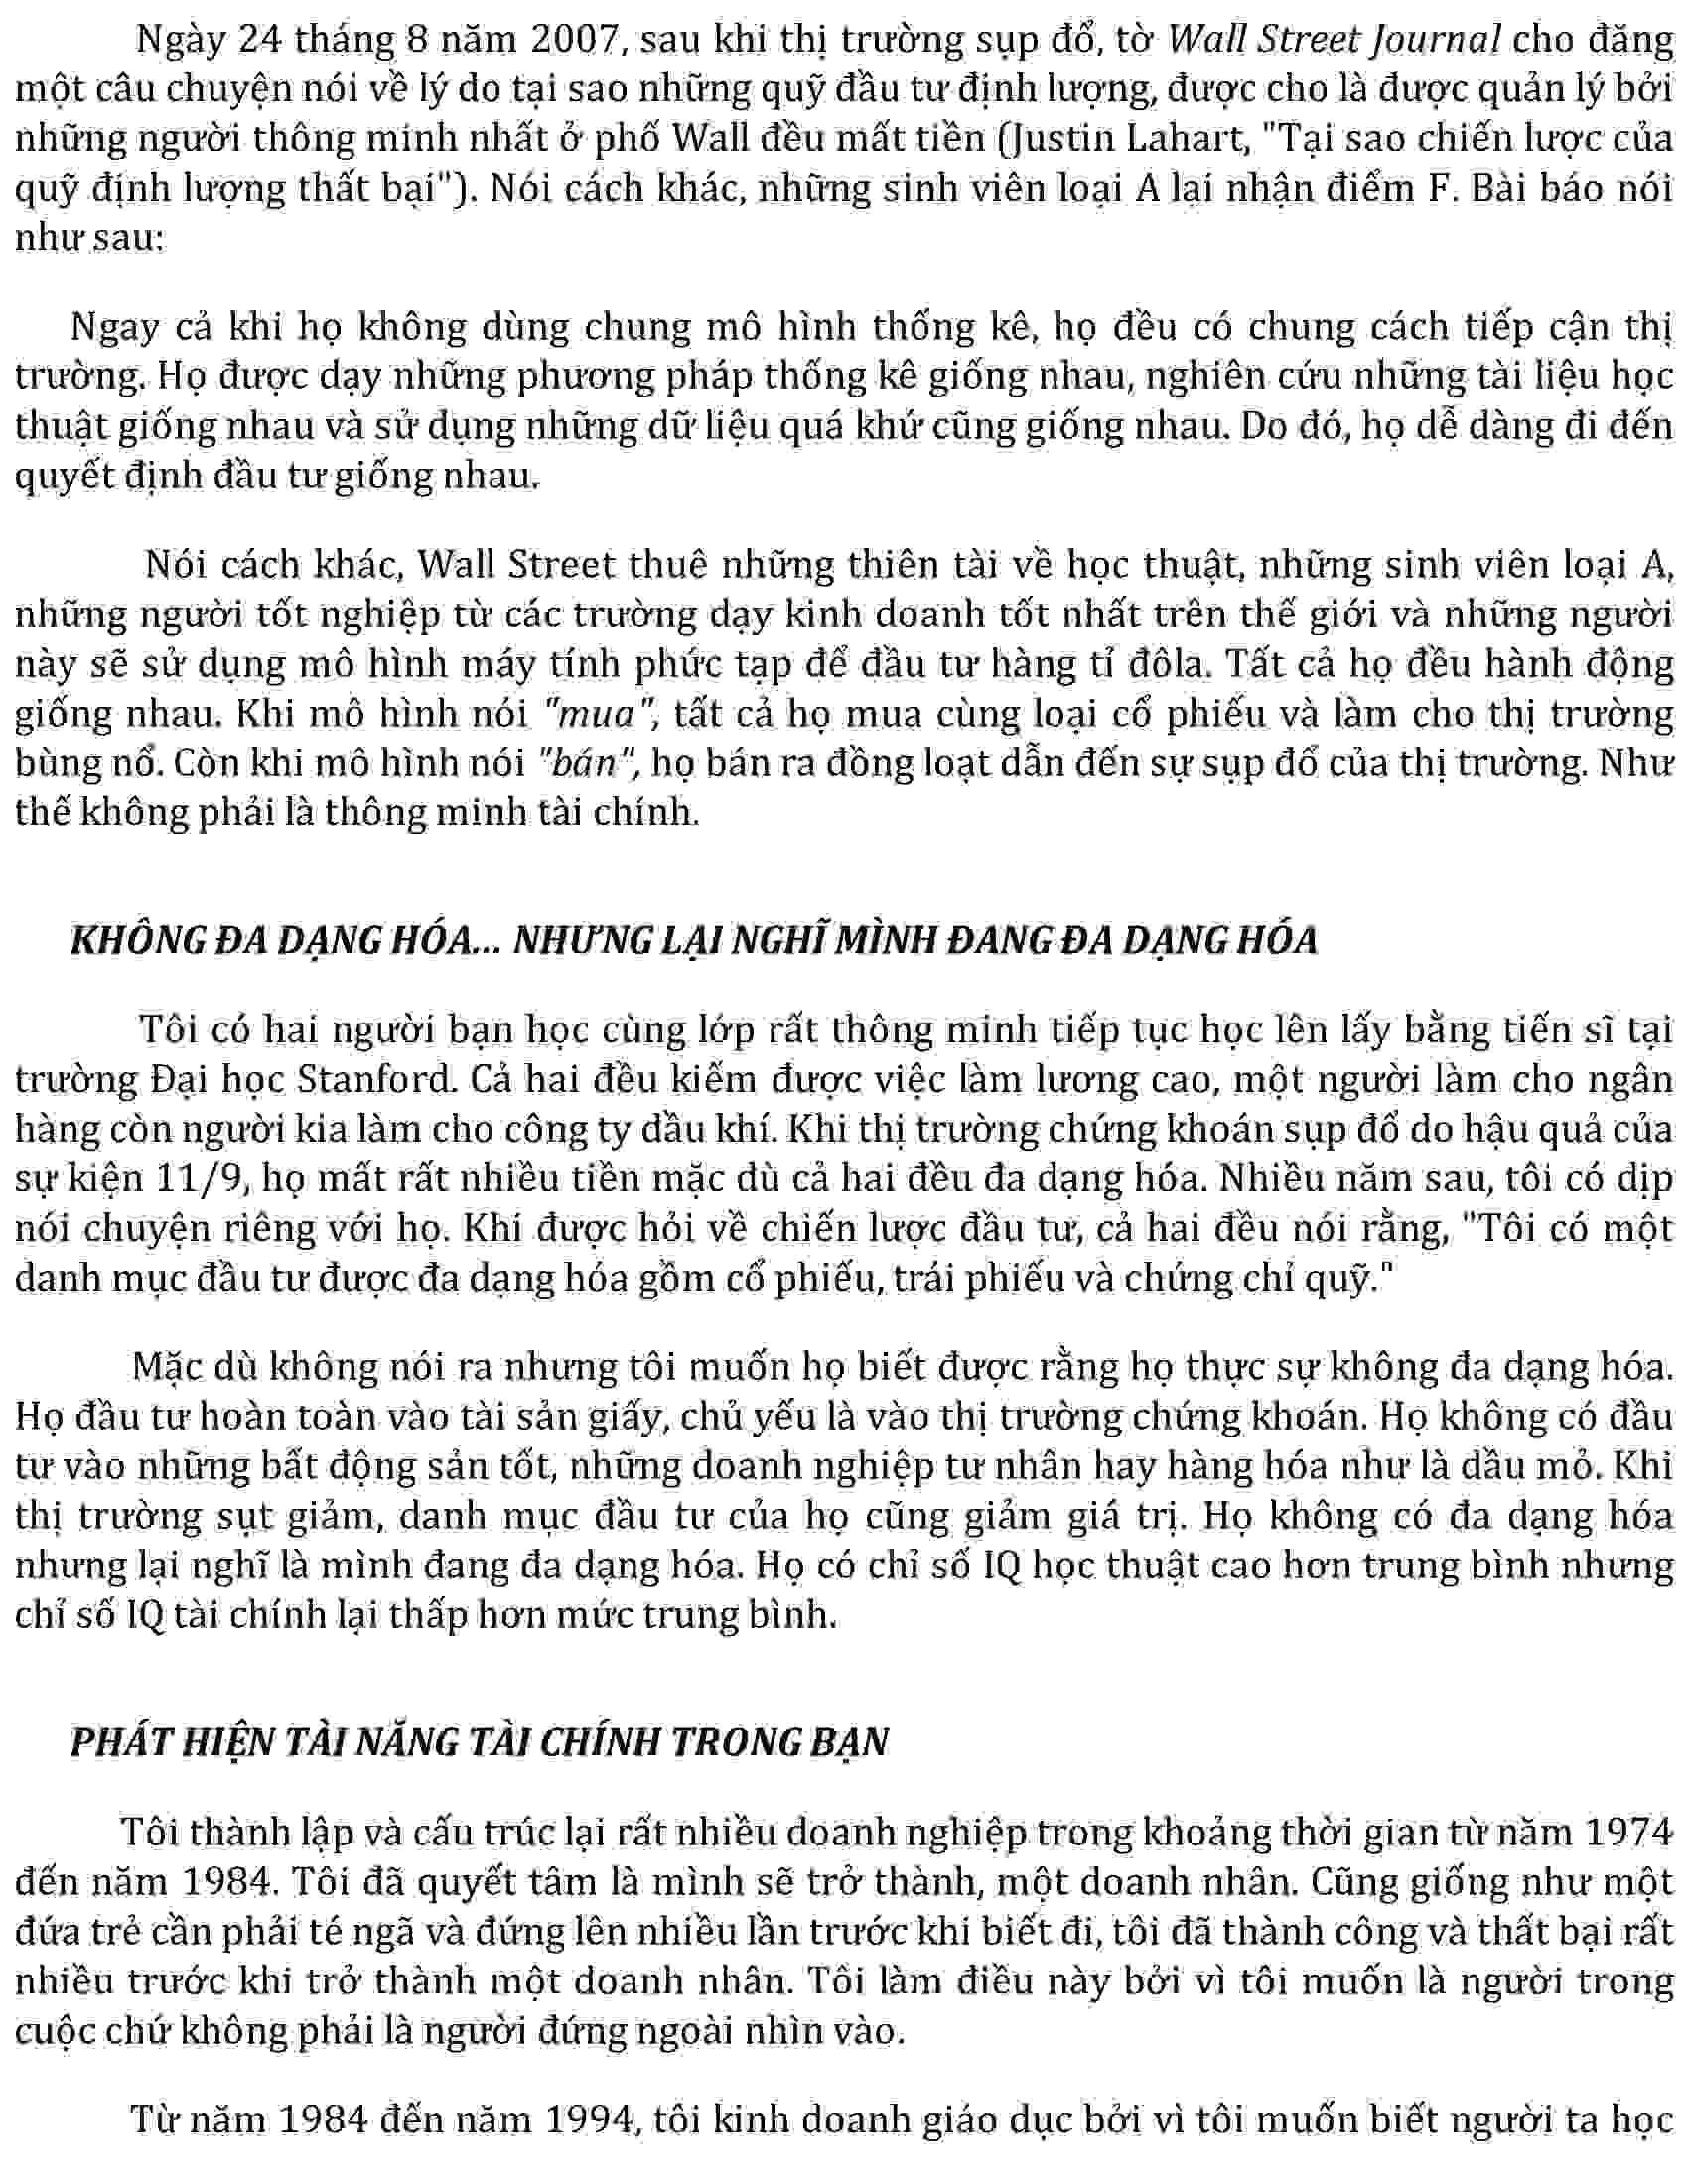 Ngày 24 tháng 8 năm 2007, sau khi thị trường sụp đổ, tờ Wall Street Journal cho đăng
một câu chuyện nói về lý do tại sao những quỹ đầu tư định lượng, được cho là được quản lý bởi
những người thông minh nhất ở phố Wall đều mất tiền (Justin Lahart, "Tại sao chiến lược của
quỹ định lượng thất bại"). Nói cách khác, những sinh viên loại A lại nhận điểm F. Bài báo nói
như sau:
Ngay cả khi họ không dùng chung mô hình thống kê, họ đều có chung cách tiếp cận thị
trường. Họ được dạy những phương pháp thống kê giống nhau, nghiên cứu những tài liệu học
thuật giống nhau và sử dụng những dữ liệu quá khứ cũng giống nhau. Do đó, họ dễ dàng đi đến
quyết định đầu tư giống nhau.
Nói cách khác, Wall Street thuê những thiên tài về học thuật, những sinh viên loại A,
những người tốt nghiệp từ các trường dạy kinh doanh tốt nhất trên thế giới và những người
này sẽ sử dụng mô hình máy tính phức tạp để đầu tư hàng tỉ đôla. Tất cả họ đều hành động
giống nhau. Khi mô hình nói "mua", tất cả họ mua cùng loại cổ phiếu và làm cho thị trường
bùng nổ. Còn khi mô hình nói "bán", họ bán ra đồng loạt dẫn đến sự sụp đổ của thị trường. Như
thế không phải là thông minh tài chính.
KHÔNG ĐA DẠNG HÓA... NHƯNG LẠI NGHĨ MÌNH ĐANG ĐA DẠNG HÓA
Tôi có hai người bạn học cùng lớp rất thông minh tiếp tục học lên lấy bằng tiến sĩ tại
trường Đại học Stanford. Cả hai đều kiếm được việc làm lương cao, một người làm cho ngân
hàng còn người kia làm cho công ty dầu khí. Khi thị trường chứng khoán sụp đổ do hậu quả của
sự kiện 11/9, họ mất rất nhiều tiền mặc dù cả hai đều đa dạng hóa. Nhiều năm sau, tôi có dịp
nói chuyện riêng với họ. Khi được hỏi về chiến lược đầu tư, cả hai đều nói rằng, "Tôi có một
danh mục đầu tư được đa dạng hóa gồm cổ phiếu, trái phiếu và chứng chỉ quỹ."
Mặc dù không nói ra nhưng tôi muốn họ biết được rằng họ thực sự không đa dạng hóa.
Họ đầu tư hoàn toàn vào tài sản giấy, chủ yếu là vào thị trường chứng khoán. Họ không có đầu
tư vào những bất động sản tốt, những doanh nghiệp tư nhân hay hàng hóa như là dầu mỏ. Khi
thị trường sụt giảm, danh mục đầu tư của họ cũng giảm giá trị. Họ không có đa dạng hóa
nhưng lại nghĩ là mình đang đa dạng hóa. Họ có chỉ số IQ học thuật cao hơn trung bình nhưng
chỉ số IQ tài chính lại thấp hơn mức trung bình.
PHÁT HIỆN TÀI NĂNG TÀI CHÍNH TRONG BẠN
Tôi thành lập và cấu trúc lại rất nhiều doanh nghiệp trong khoảng thời gian từ năm 1974
đến năm 1984. Tôi đã quyết tâm là mình sẽ trở thành, một doanh nhân. Cũng giống như một
đứa trẻ cần phải té ngã và đứng lên nhiều lần trước khi biết đi, tôi đã thành công và thất bại rất
nhiều trước khi trở thành một doanh nhân. Tôi làm điều này bởi vì tôi muốn là người trong
cuộc chứ không phải là người đứng ngoài nhìn vào.
Từ năm 1984 đến năm 1994, tôi kinh doanh giáo dục bởi vì tôi muốn biết người ta học